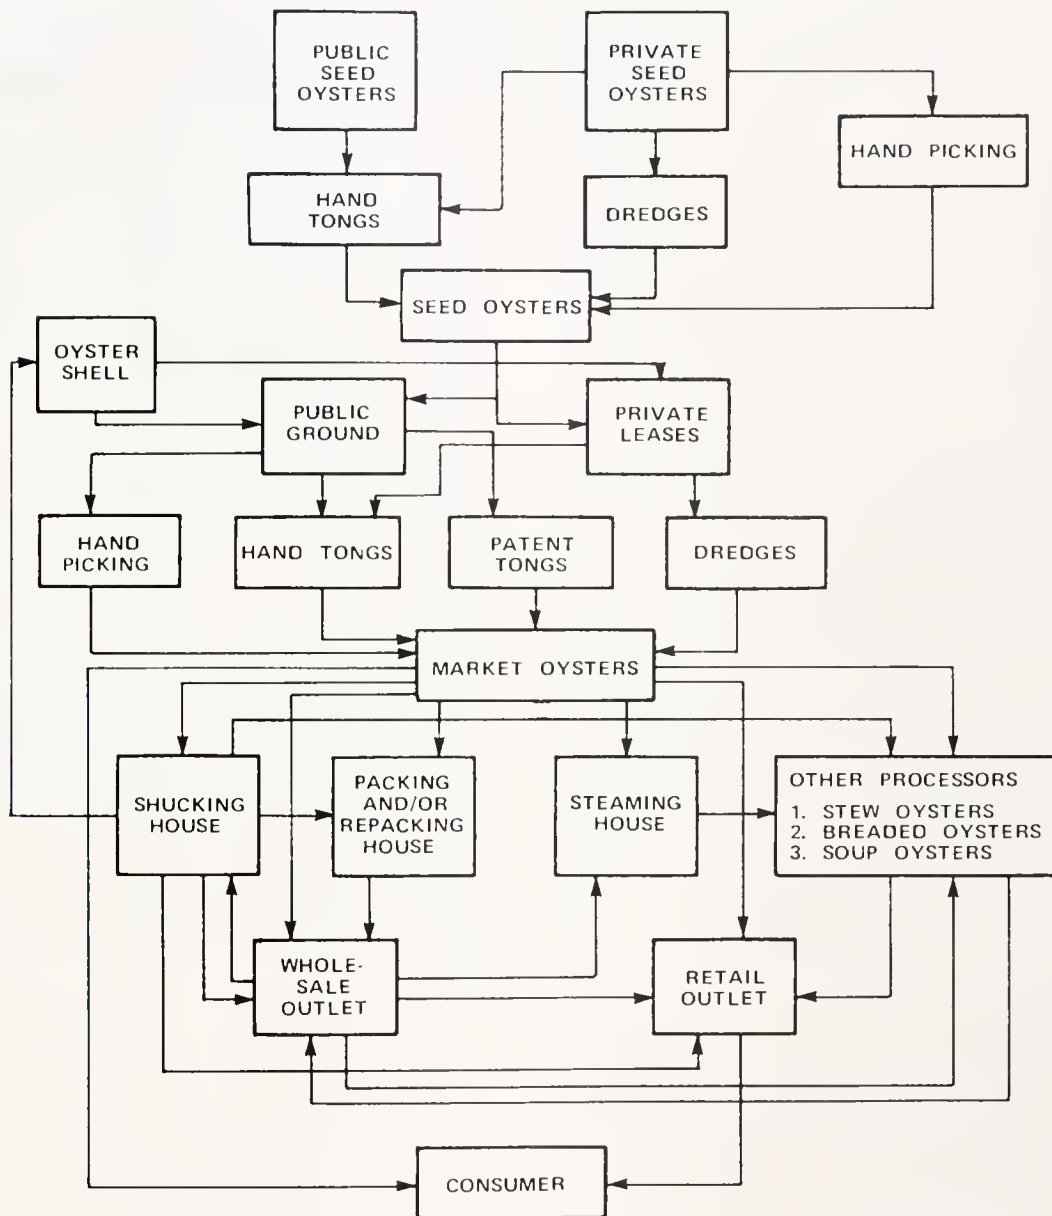 PUBLIC
SEED
OYSTERS
PRIVATE
SEED
OYSTERS
HAND PICKING
HAND
TONGS
DREDGES
SEED OYSTERS
OYSTER
SHELL
PUBLIC
GROUND
PRIVATE
LEASES
HAND
PICKING
HAND TONGS
PATENT
TONGS
DREDGES
MARKET OYSTERS
SHUCKING
HOUSE
PACKING
AND/OR
REPACKING
HOUSE
STEAMING
HOUSE
OTHER PROCESSORS
1. STEW OYSTERS
2. BREADED OYSTERS
3. SOUP OYSTERS
WHOLE-
SALE
OUTLET
RETAIL
OUTLET
CONSUMER